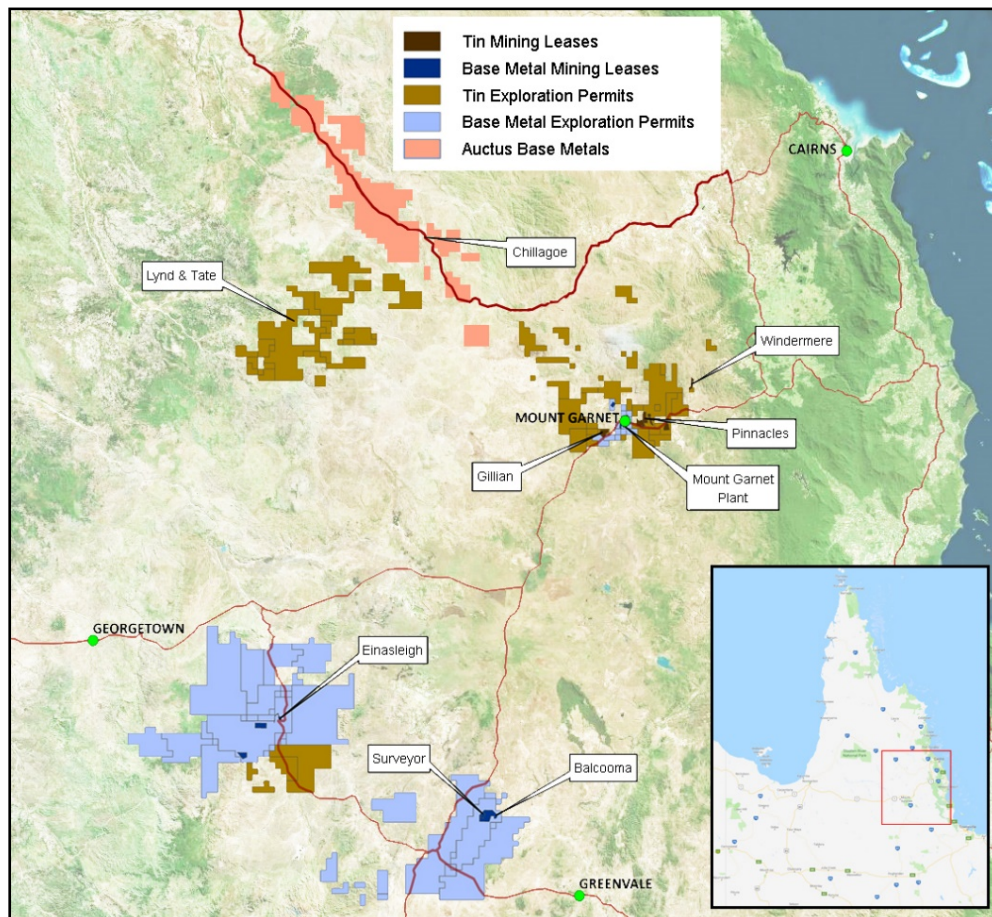 Tin Mining Leases
Base Metal Mining Leases
Tin Exploration Permits
Base Metal Exploration Permits
Auctus Base Metals
CAIRNS
Chillagoe
Lynd & Tate
Windermere
MOUNT GARNET
Pinnacles
Gillian
Mount Garnet
Plant
GEORGETOWN
Einasleigh
Surveyor
Balcooma
GREENVALE